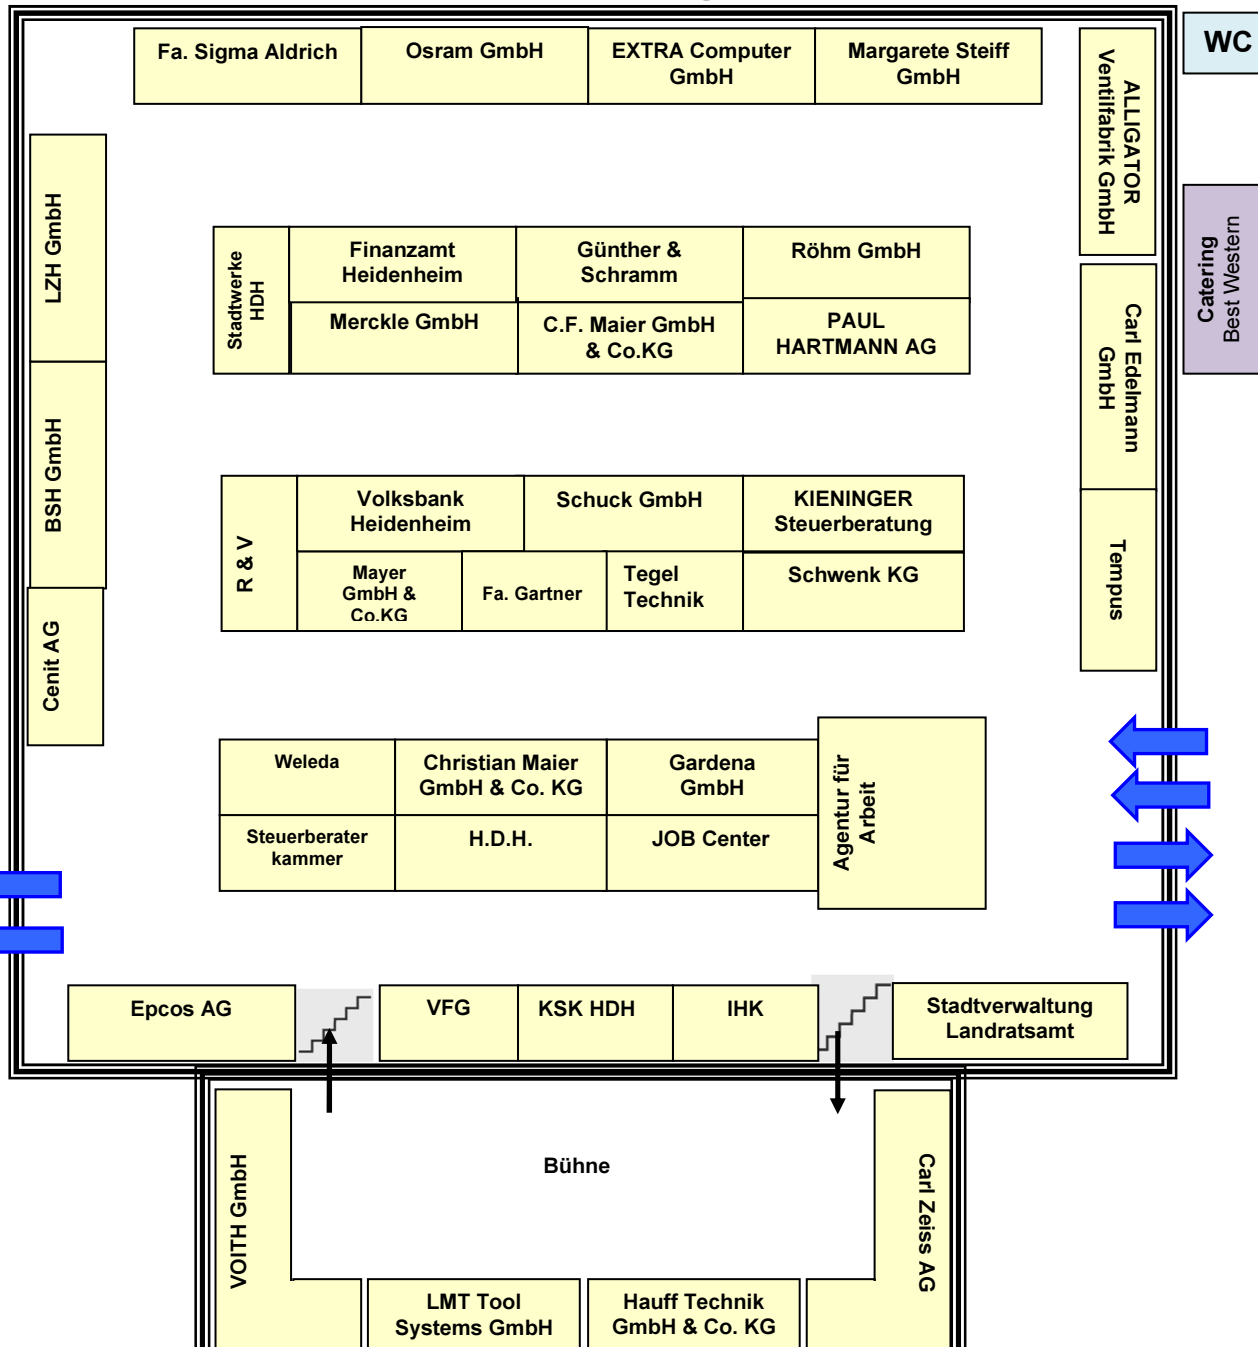 Fa. Sigma Aldrich
Osram GmbH
EXTRA Computer
GmbH
Margarete Steiff
GmbH
ALLIGATOR
Ventilfabrik GmbH
WC
LZH GmbH
Stadtwerke
HDH
Finanzamt
Heidenheim
Günther &
Schramm
Röhm GmbH
Merckle GmbH
C.F. Maier GmbH
& Co.KG
PAUL
HARTMANN AG
Catering
Best Western
Carl Edelmann
GmbH
BSH GmbH
R & V
Volksbank
Heidenheim
Schuck GmbH
KIENINGER
Steuerberatung
Mayer
GmbH &
Co.KG
Fa. Gartner
Tegel
Technik
Schwenk KG
Tempus
Cenit AG
Weleda
Christian Maier
GmbH & Co. KG
Gardena
GmbH
Agentur für
Arbeit
Steuerberater
kammer
H.D.H.
JOB Center
Epcos AG
VFG
KSK HDH
IHK
Stadtverwaltung
Landratsamt
VOITH GmbH
Bühne
Carl Zeiss AG
LMT Tool
Systems GmbH
Hauff Technik
GmbH & Co. KG